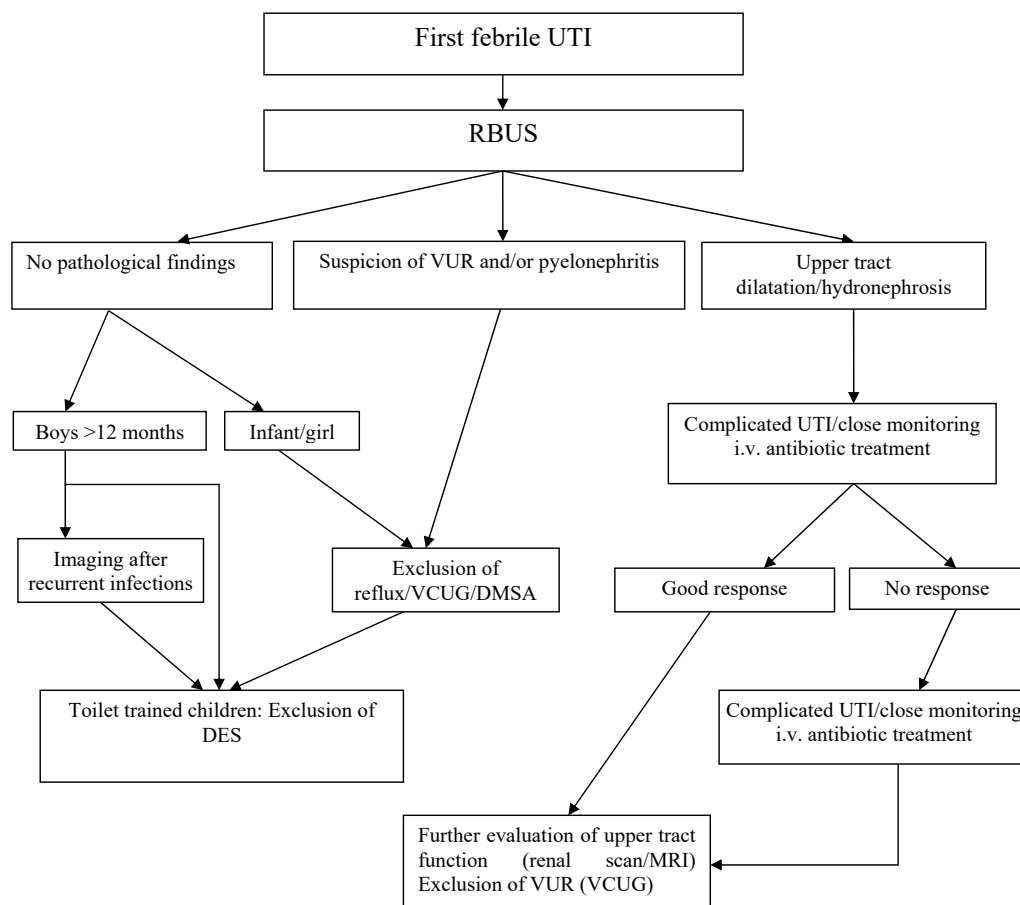 First febrile UTI
RBUS
No pathological findings
Suspicion of VUR and/or pyelonephritis
Upper tract
dilatation/hydronephrosis
Boys >12 months
Infant/girl
Complicated UTI/close monitoring
i.v. antibiotic treatment
Imaging after
recurrent infections
Exclusion of
reflux/VCUG/DMSA
Good response
No response
Toilet trained children: Exclusion of
DES
Complicated UTI/close monitoring
i.v. antibiotic treatment
Further evaluation of upper tract
function (renal scan/MRI)
Exclusion of VUR (VCUG)